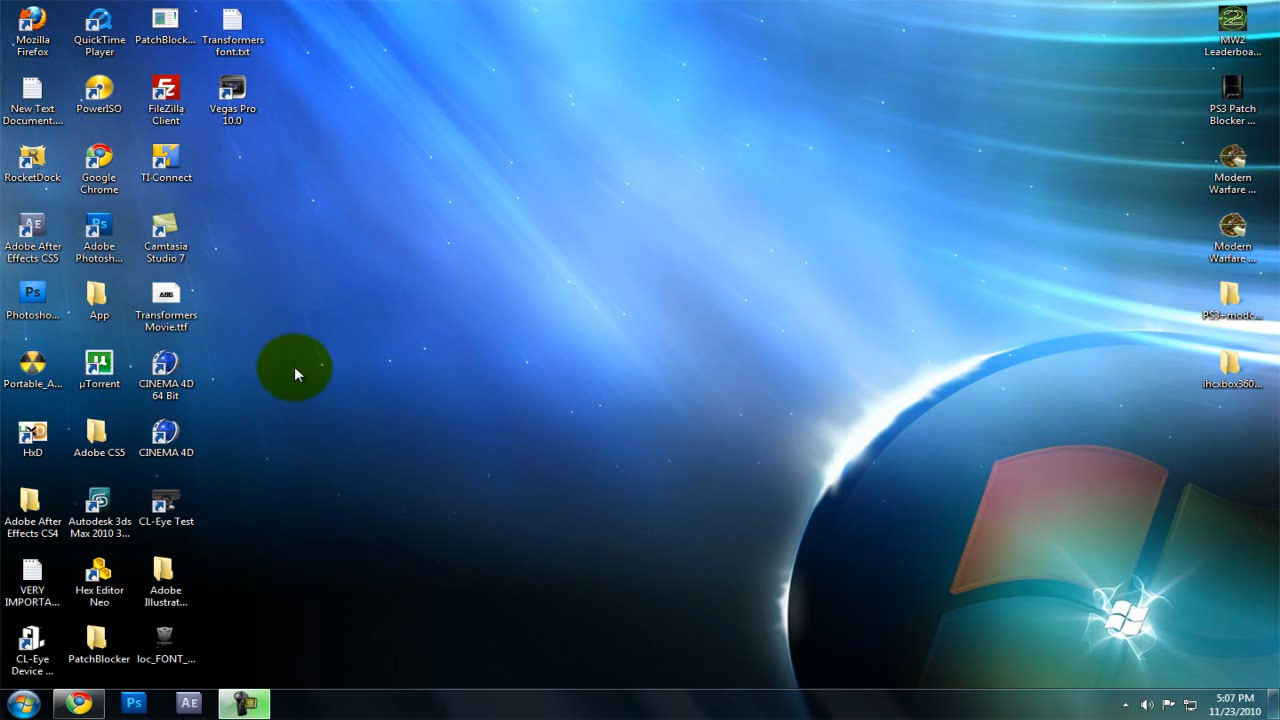 Mozilla
Firefox
QuickTime
Player
PatchBlock...
Transformers
font.txt
MW2
Leaderboa...
New Text
Document....
PowerISO
FileZilla
Client
Vegas Pro
10.0
PS3 Patch
Blocker ...
RocketDock
Google
Chrome
TI-Connect
Modern
Warfare ...
Adobe After
Effects CS5
Adobe
Photosh...
Camtasia
Studio 7
Modern
Warfare ...
Photosho...
App
Transformers
Movie.ttf
Portable_A...
µTorrent
CINEMA 4D
64 Bit
ihcxbox360...
HxD
Adobe CS5
CINEMA 4D
Adobe After
Effects CS4
Autodesk 3ds
Max 2010 3...
CL-Eye Test
VERY
IMPORTA...
Hex Editor
Neo
Adobe
Illustrat...
CL-Eye
Device ...
PatchBlocker
loc_FONT_...
Ps
AE
5:07 PM
11/23/2010